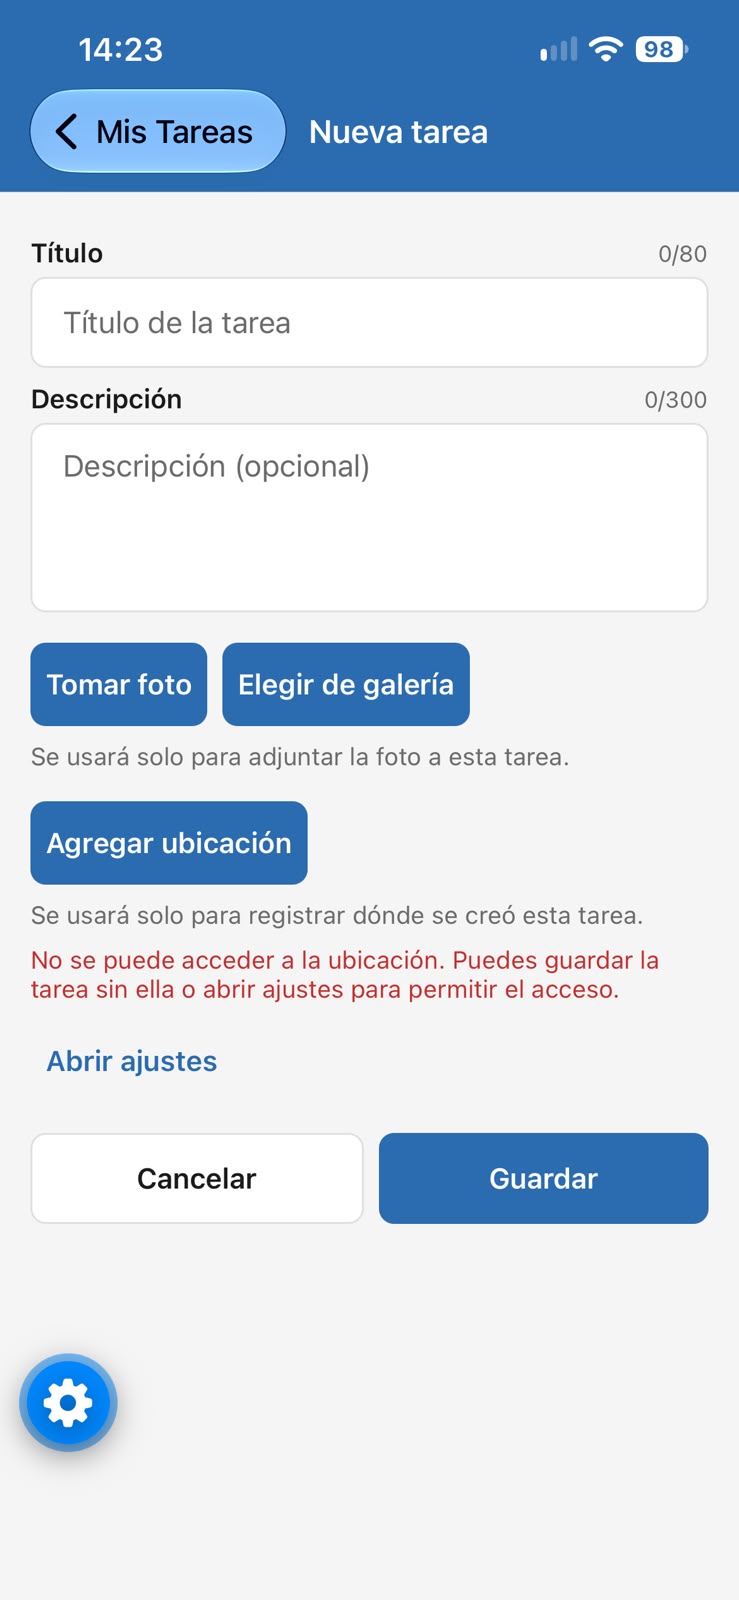 14:23
98
Mis Tareas
Nueva tarea
Título
0/80
Título de la tarea
Descripción
0/300
Descripción (opcional)
Tomar foto
Elegir de galería
Se usará solo para adjuntar la foto a esta tarea.
Agregar ubicación
Se usará solo para registrar dónde se creó esta tarea.
No se puede acceder a la ubicación. Puedes guardar la
tarea sin ella o abrir ajustes para permitir el acceso.
Abrir ajustes
Cancelar
Guardar